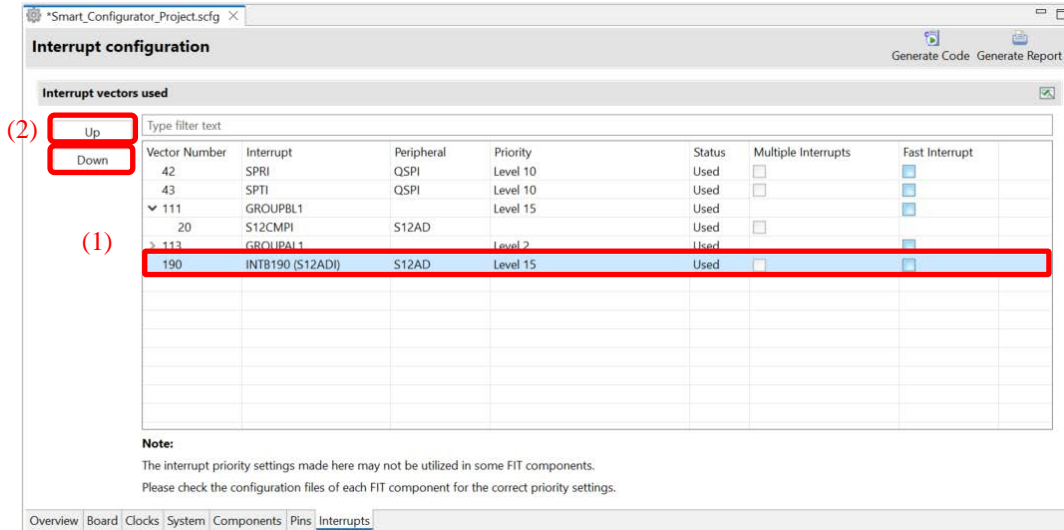 *Smart_Configurator_Project.scfg
Interrupt configuration
Generate Code Generate Report
Interrupt vectors used
(2)
Up
Type filter text
Down
Vector Number Interrupt Peripheral Priority Status Multiple Interrupts Fast Interrupt
42 SPRI QSPI Level 10 Used
43 SPTI QSPI Level 10 Used
111 GROUPBL1 Level 15 Used
20 S12CMPI S12AD Used
(1)
113 GROUPAL1 Level 2 Used
190 INTB190 (S12ADI) S12AD Level 15 Used
Note:
The interrupt priority settings made here may not be utilized in some FIT components.
Please check the configuration files of each FIT component for the correct priority settings.
Overview Board Clocks System Components Pins Interrupts